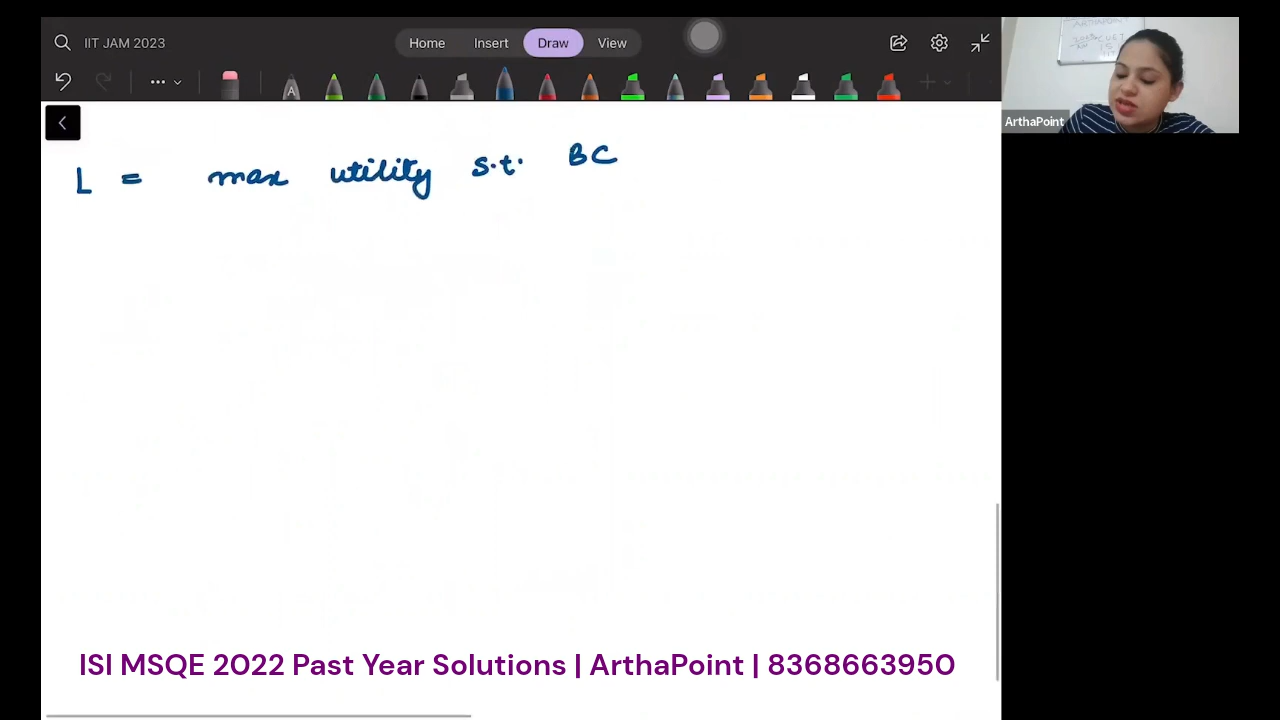 IIT JAM 2023
Home Insert Draw View
A
ArthaPoint
L = max utility s.t. BC
ISI MSQE 2022 Past Year Solutions | ArthaPoint | 8368663950